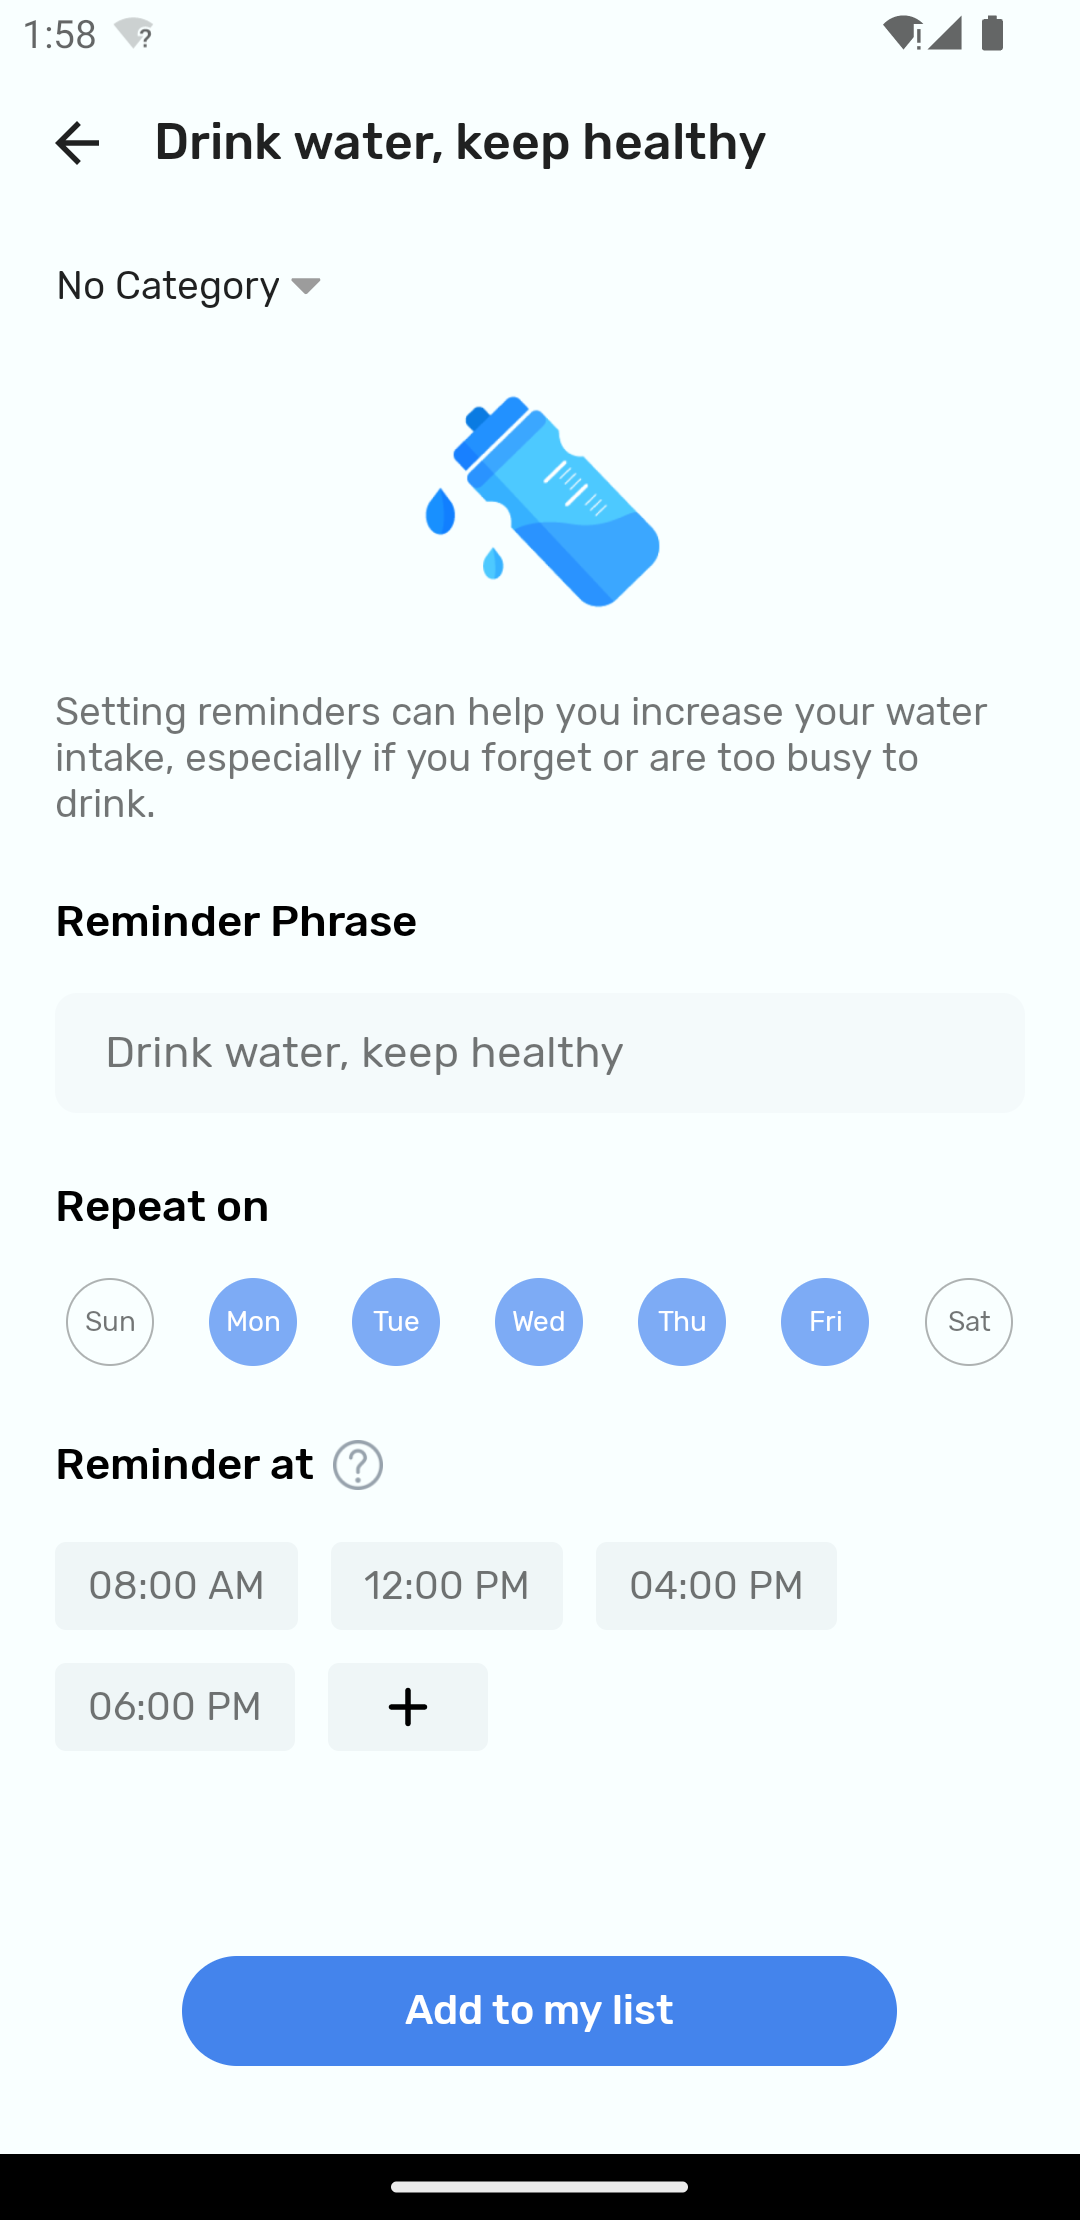 1:58
Drink water, keep healthy
No Category
Setting reminders can help you increase your water
intake, especially if you forget or are too busy to
drink.
Reminder Phrase
Drink water, keep healthy
Repeat on
Sun Mon Tue Wed Thu Fri Sat
Reminder at
08:00 AM 12:00 PM 04:00 PM
06:00 PM +
Add to my list